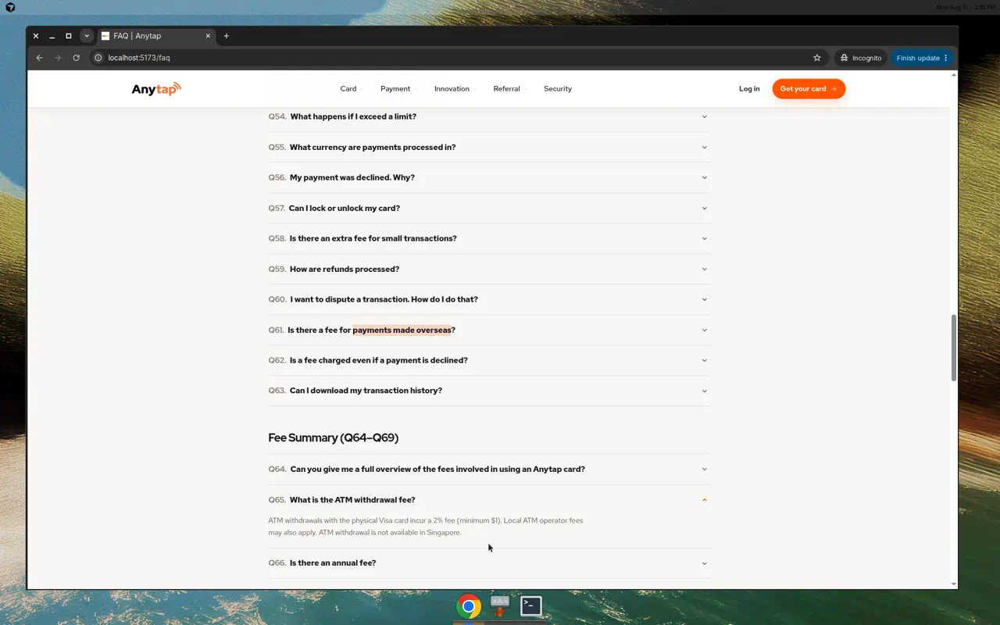 Mon Aug 31 2:55 PM
FAQ | Anytap
localhost:5173/faq
Incognito
Finish update
Anytap
Card
Payment
Innovation
Referral
Security
Log in
Get your card →
Q54. What happens if I exceed a limit?
Q55. What currency are payments processed in?
Q56. My payment was declined. Why?
Q57. Can I lock or unlock my card?
Q58. Is there an extra fee for small transactions?
Q59. How are refunds processed?
Q60. I want to dispute a transaction. How do I do that?
Q61. Is there a fee for payments made overseas?
Q62. Is a fee charged even if a payment is declined?
Q63. Can I download my transaction history?
Fee Summary (Q64–Q69)
Q64. Can you give me a full overview of the fees involved in using an Anytap card?
Q65. What is the ATM withdrawal fee?
ATM withdrawals with the physical Visa card incur a 2% fee (minimum $1). Local ATM operator fees
may also apply. ATM withdrawal is not available in Singapore.
Q66. Is there an annual fee?